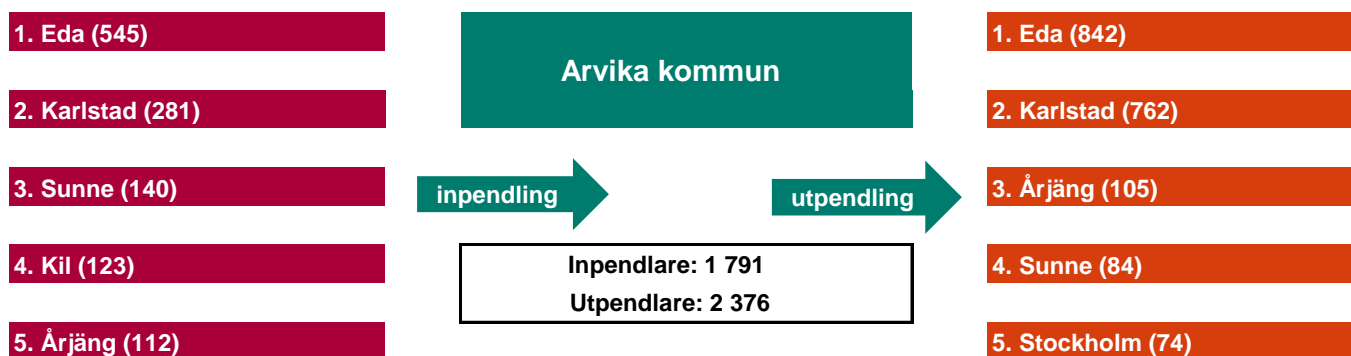 1. Eda (545)
2. Karlstad (281)
3. Sunne (140)
4. Kil (123)
5. Årjäng (112)
Arvika kommun
inpendling
utpendling
Inpendlare: 1 791
Utpendlare: 2 376
1. Eda (842)
2. Karlstad (762)
3. Årjäng (105)
4. Sunne (84)
5. Stockholm (74)